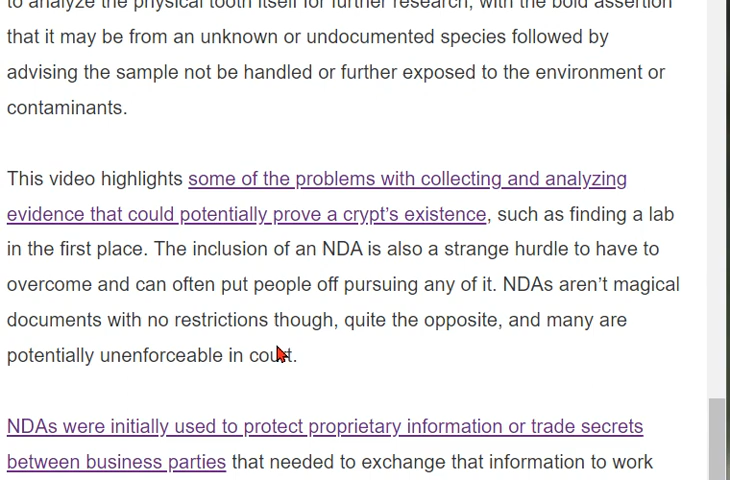 to analyze the physical tooth itself for further research, with the bold assertion
that it may be from an unknown or undocumented species followed by
advising the sample not be handled or further exposed to the environment or
contaminants.
This video highlights some of the problems with collecting and analyzing
evidence that could potentially prove a crypt’s existence, such as finding a lab
in the first place. The inclusion of an NDA is also a strange hurdle to have to
overcome and can often put people off pursuing any of it. NDAs aren’t magical
documents with no restrictions though, quite the opposite, and many are
potentially unenforceable in court.
NDAs were initially used to protect proprietary information or trade secrets
between business parties that needed to exchange that information to work